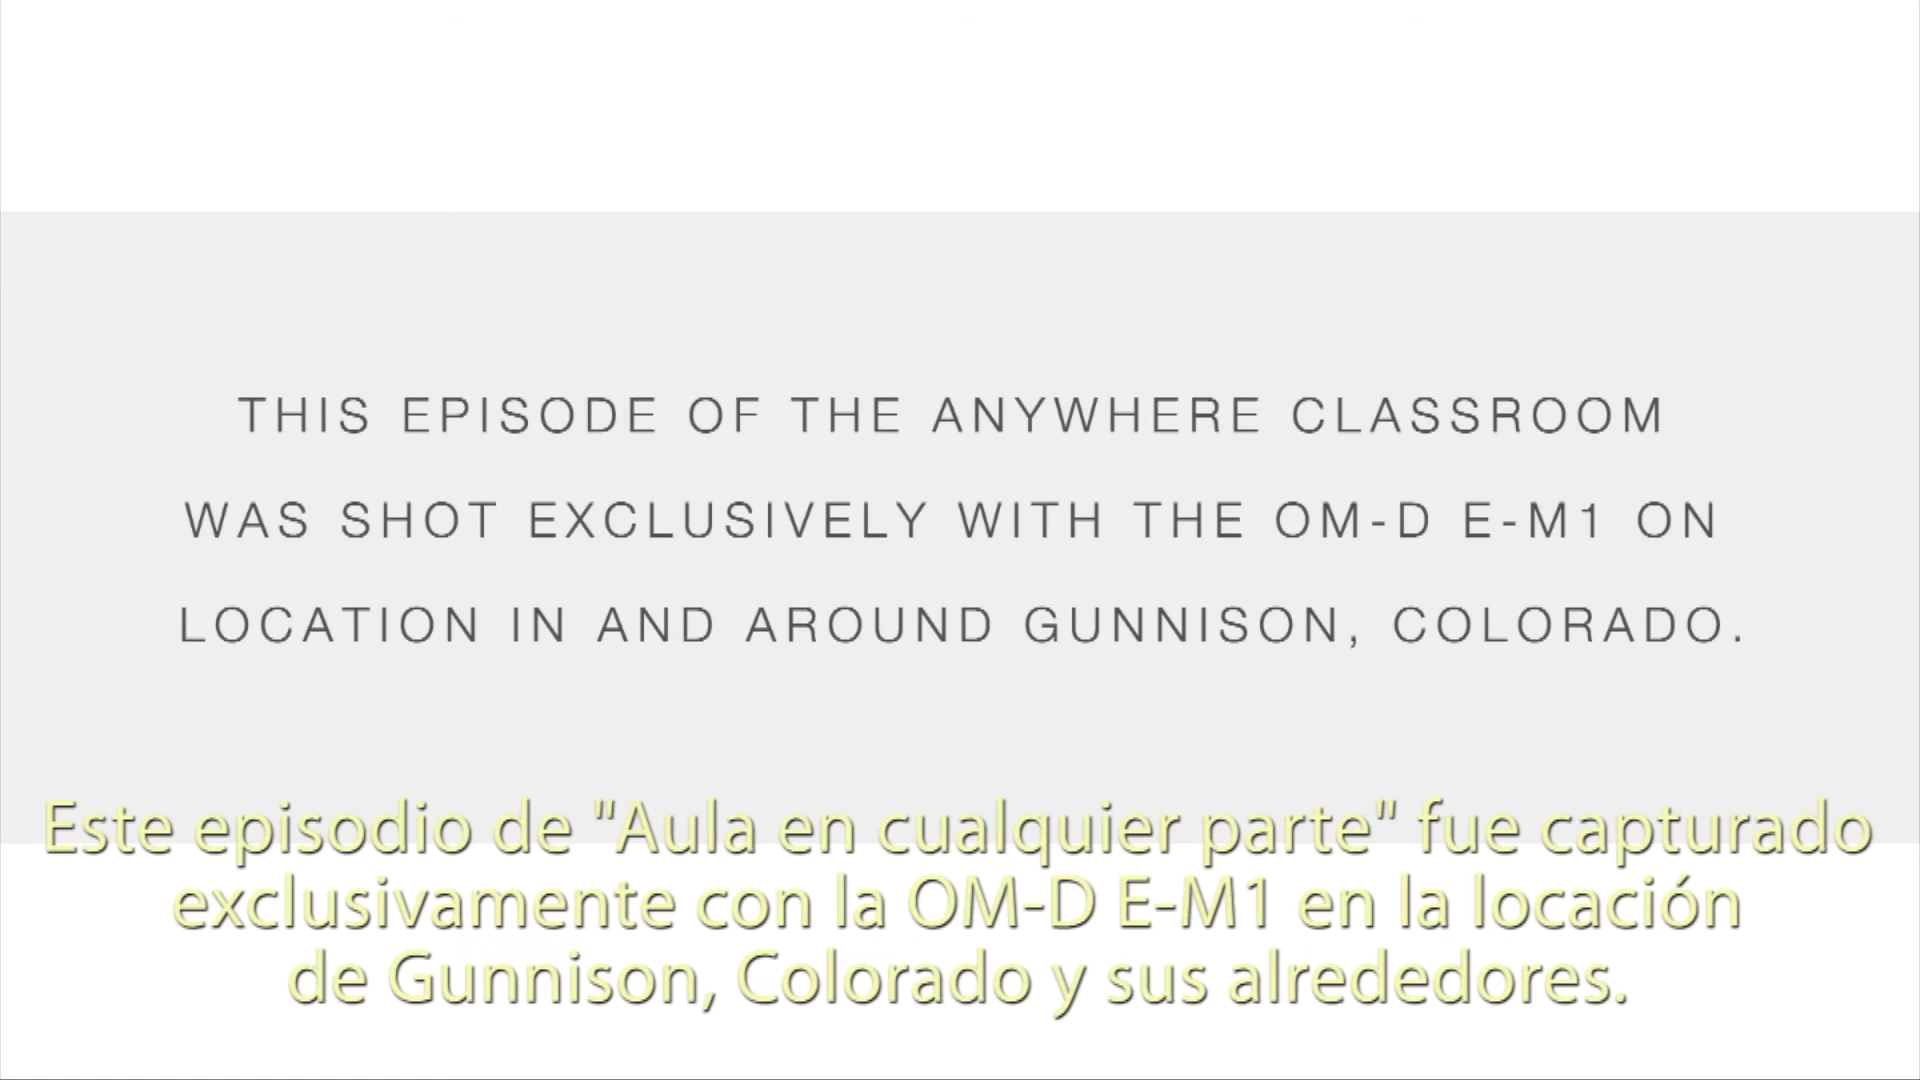 THIS EPISODE OF THE ANYWHERE CLASSROOM
WAS SHOT EXCLUSIVELY WITH THE OM-D E-M1 ON
LOCATION IN AND AROUND GUNNISON, COLORADO.
Este episodio de "Aula en cualquier parte" fue capturado
exclusivamente con la OM-D E-M1 en la locación
de Gunnison, Colorado y sus alrededores.